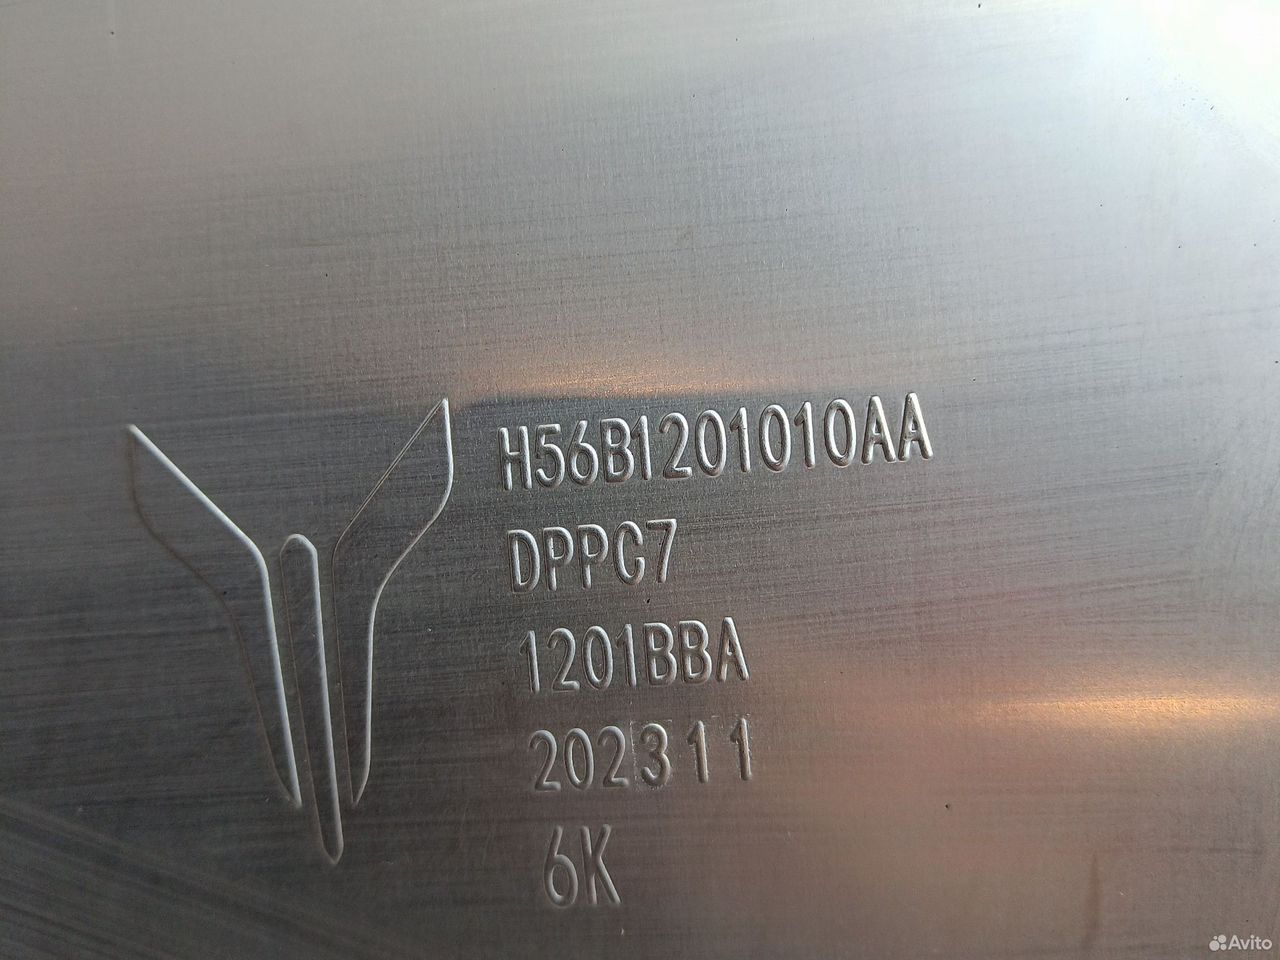 H56B1201010AA
DPPC7
1201BBA
202311
6K
Avito